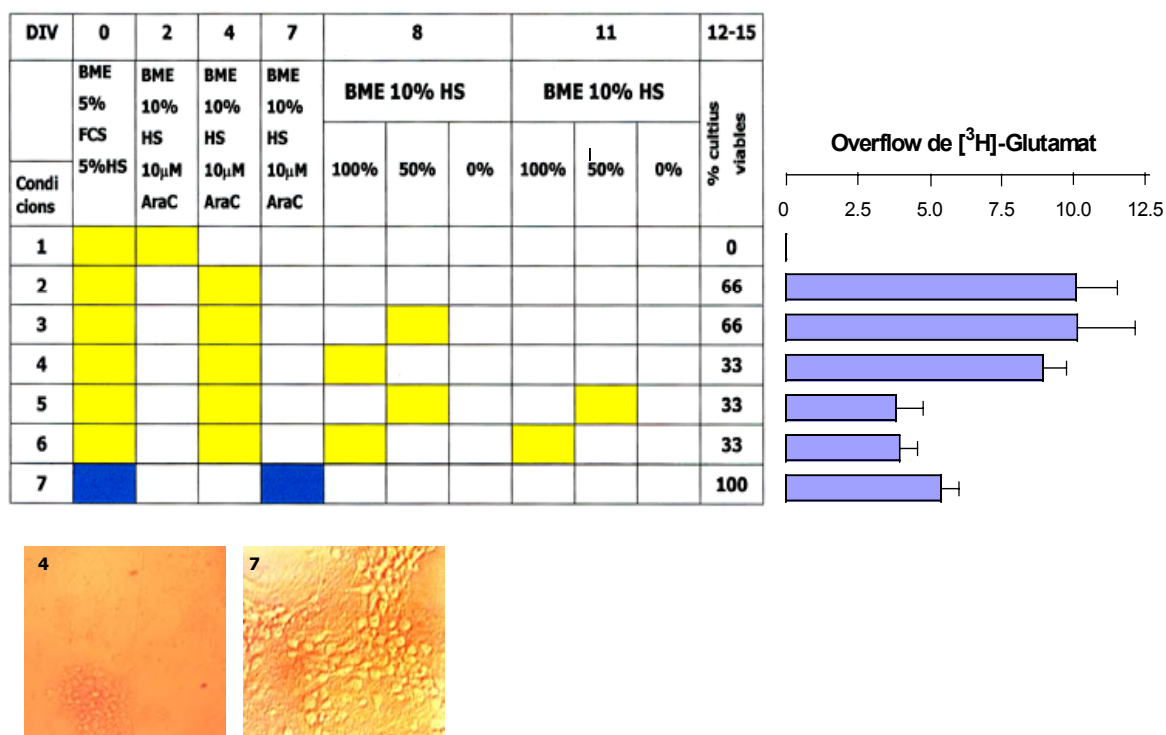 DIV 0 2 4 7 8 11 12-15
Condi
cions
BME
5%
FCS
5%HS
BME
10%
HS
10μM
AraC
BME
10%
HS
10μM
AraC
BME
10%
HS
10μM
AraC
BME 10% HS
100% 50% 0%
BME 10% HS
100% 50% 0%
% cultius
viables
1 0
2 66
3 66
4 33
5 33
6 33
7 100
Overflow de [³H]-Glutamat
0 2.5 5.0 7.5 10.0 12.5
4
7